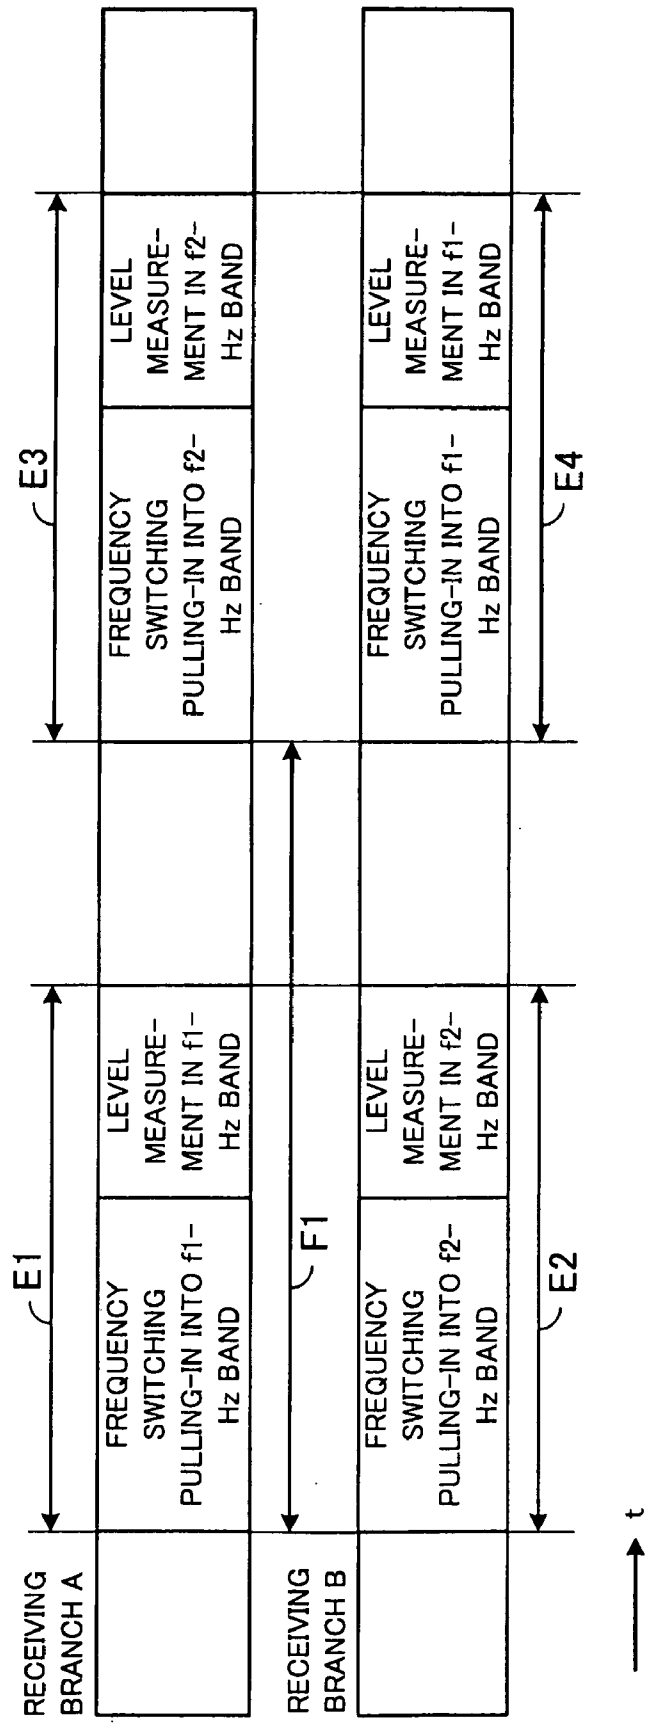 RECEIVING
BRANCH A
E1
FREQUENCY
SWITCHING
PULLING-IN INTO f1-
Hz BAND
LEVEL
MEASURE-
MENT IN f1-
Hz BAND
E3
FREQUENCY
SWITCHING
PULLING-IN INTO f2-
Hz BAND
LEVEL
MEASURE-
MENT IN f2-
Hz BAND
F1
RECEIVING
BRANCH B
FREQUENCY
SWITCHING
PULLING-IN INTO f2-
Hz BAND
LEVEL
MEASURE-
MENT IN f2-
Hz BAND
E2
FREQUENCY
SWITCHING
PULLING-IN INTO f1-
Hz BAND
LEVEL
MEASURE-
MENT IN f1-
Hz BAND
E4
t